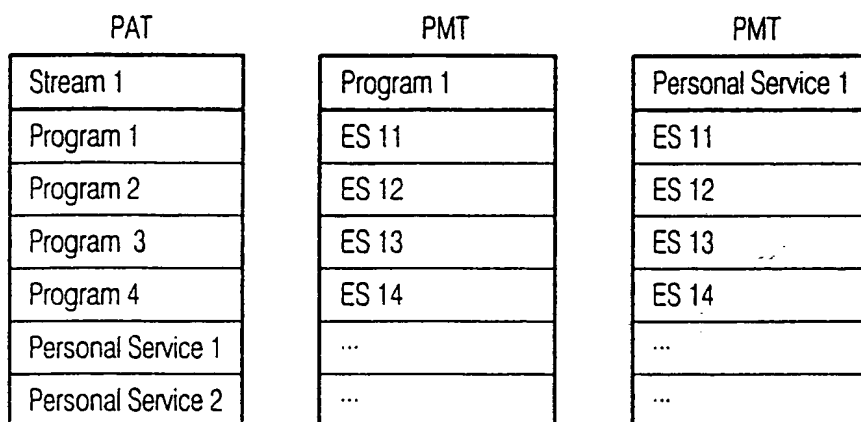 PAT PMT PMT
Stream 1 Program 1 Personal Service 1
Program 1 ES 11 ES 11
Program 2 ES 12 ES 12
Program 3 ES 13 ES 13
Program 4 ES 14 ES 14
Personal Service 1 ... ...
Personal Service 2 ... ...